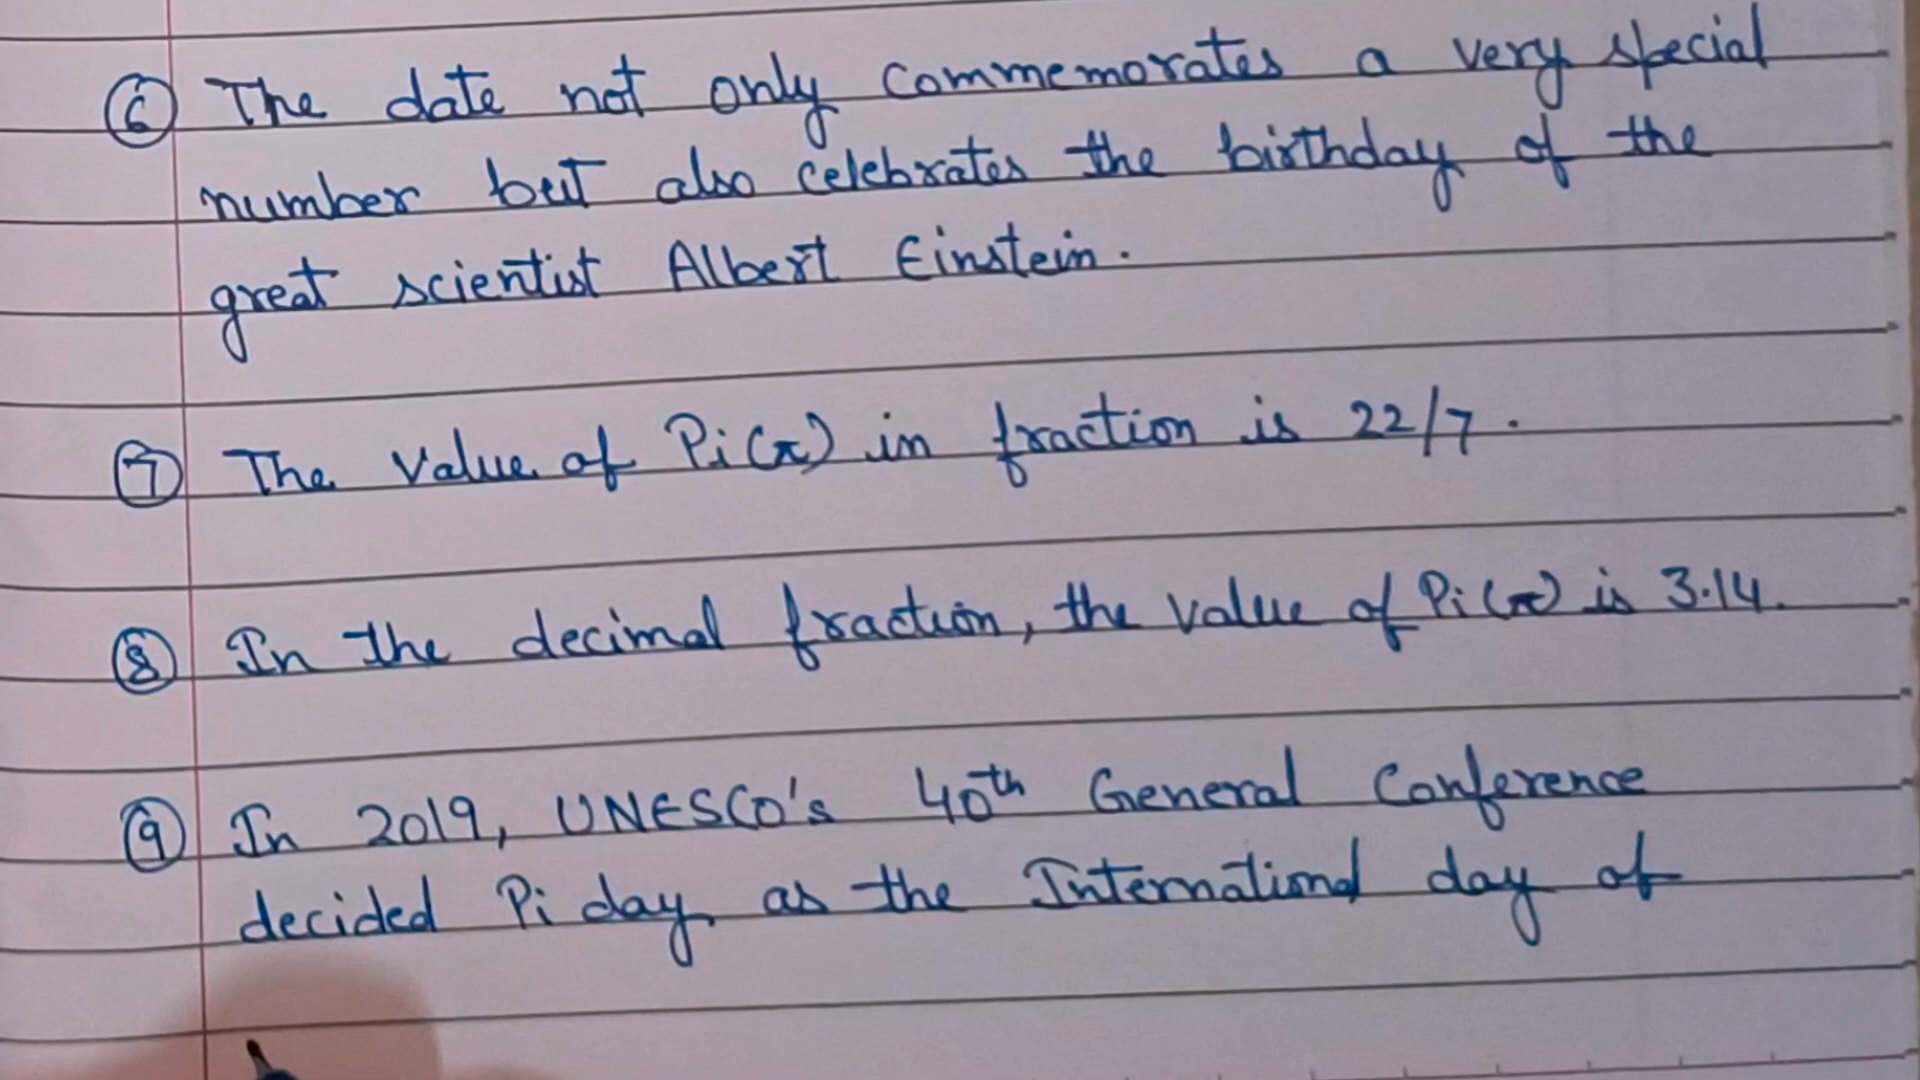 ⑥ The date not only commemorates a very special
number but also celebrates the birthday of the
great scientist Albert Einstein.
⑦ The value of Pi(π) in fraction is 22/7.
⑧ In the decimal fraction, the value of Pi(π) is 3.14.
⑨ In 2019, UNESCO's 40th General Conference
decided Pi day as the International day of